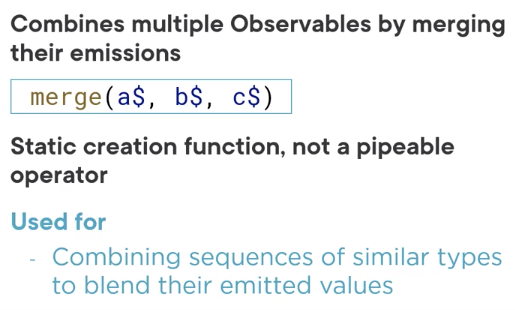 Combines multiple Observables by merging
their emissions
merge(a$, b$, c$)
Static creation function, not a pipeable
operator
Used for
- Combining sequences of similar types
to blend their emitted values